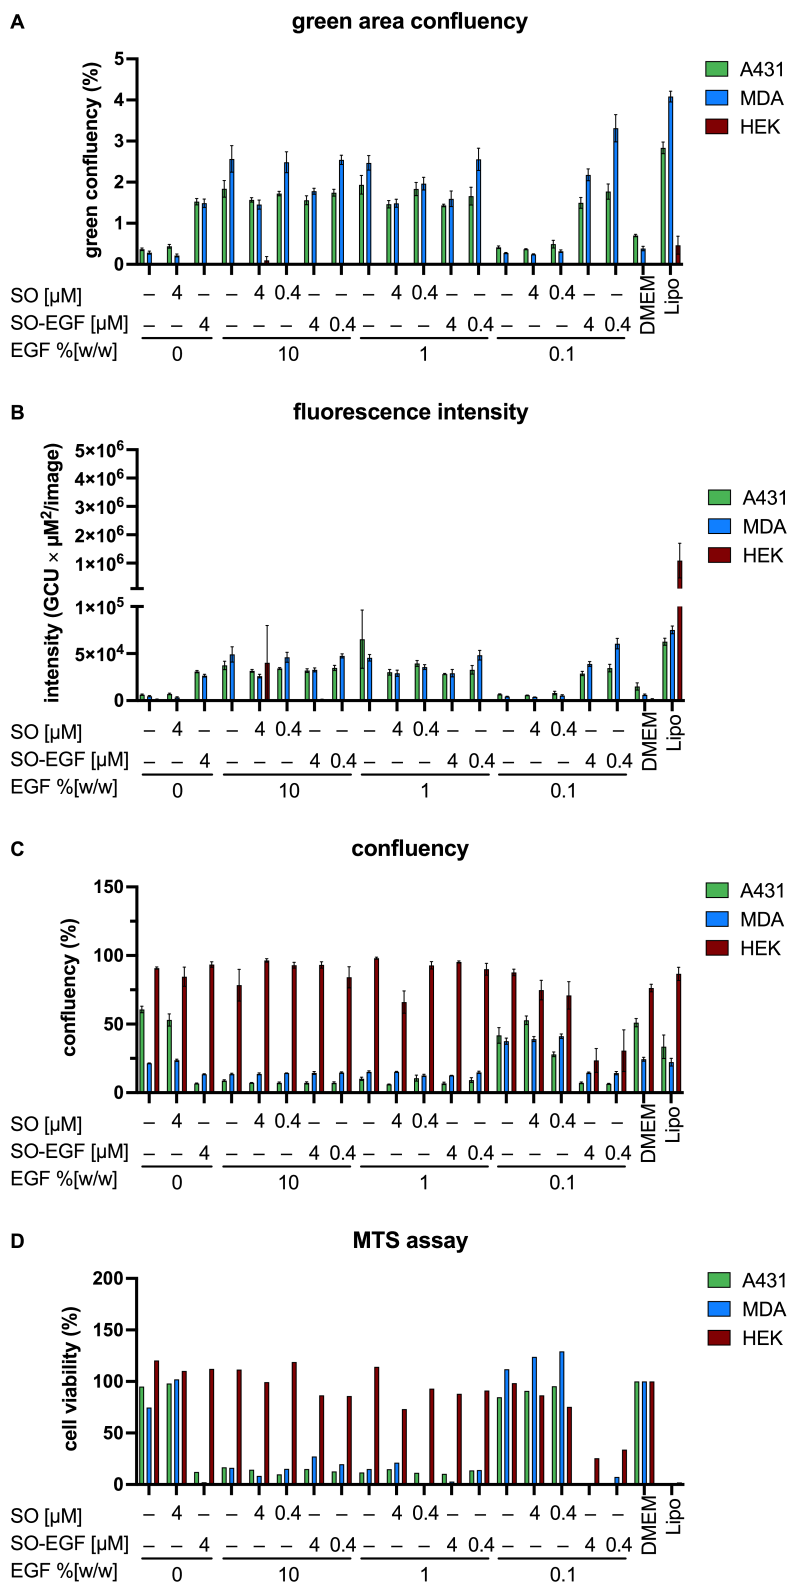 A green area confluency
green confluency (%)
5
4
3
2
1
0
A431
MDA
HEK
SO [µM] – 4 – – 4 0.4 – – – 4 0.4 – – – 4 0.4 – – DMEM Lipo
SO-EGF [µM] – – 4 – – – 4 0.4 – – – 4 0.4 – – – 4 0.4
EGF %[w/w] 0 10 1 0.1
B fluorescence intensity
intensity (GCU × µM²/image)
5×10⁶
4×10⁶
3×10⁶
2×10⁶
1×10⁶
1×10⁵
5×10⁴
0
A431
MDA
HEK
SO [µM] – 4 – – 4 0.4 – – – 4 0.4 – – – 4 0.4 – – DMEM Lipo
SO-EGF [µM] – – 4 – – – 4 0.4 – – – 4 0.4 – – – 4 0.4
EGF %[w/w] 0 10 1 0.1
C confluency
confluency (%)
150
100
50
0
A431
MDA
HEK
SO [µM] – 4 – – 4 0.4 – – – 4 0.4 – – – 4 0.4 – – DMEM Lipo
SO-EGF [µM] – – 4 – – – 4 0.4 – – – 4 0.4 – – – 4 0.4
EGF %[w/w] 0 10 1 0.1
D MTS assay
cell viability (%)
200
150
100
50
0
A431
MDA
HEK
SO [µM] – 4 – – 4 0.4 – – – 4 0.4 – – – 4 0.4 – – DMEM Lipo
SO-EGF [µM] – – 4 – – – 4 0.4 – – – 4 0.4 – – – 4 0.4
EGF %[w/w] 0 10 1 0.1